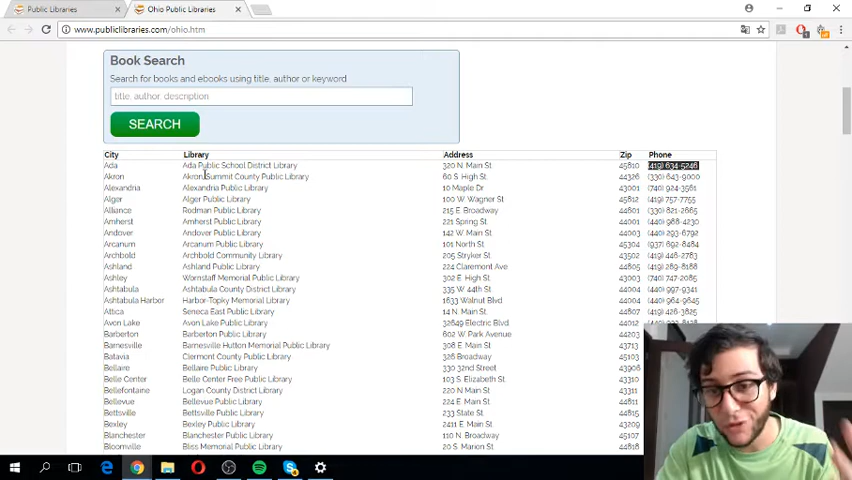 Public Libraries
Ohio Public Libraries
www.publiclibraries.com/ohio.htm
Book Search
Search for books and ebooks using title, author or keyword
title, author, description
SEARCH
City Library Address Zip Phone
Ada Ada Public School District Library 320 N. Main St 45810 (419) 634-5246
Akron Akron Summit County Public Library 60 S. High St 44326 (330) 643-9000
Alexandria Alexandria Public Library 10 Maple Dr 43001 (740) 924-3561
Alger Alger Public Library 100 W Wagner St 45812 (419) 757-7755
Alliance Rodman Public Library 215 E. Broadway 44601 (330) 821-2665
Amherst Amherst Public Library 221 Spring St 44001 (440) 988-4230
Andover Andover Public Library 142 W. Main St 44003 (440) 293-6792
Arcanum Arcanum Public Library 101 North St 45304 (937) 692-8484
Archbold Archbold Community Library 205 Stryker St 43502 (419) 446-2783
Ashland Ashland Public Library 224 Claremont Ave 44805 (419) 289-8188
Ashley Wornstaff Memorial Public Library 302 E. High St 43003 (740) 747-2085
Ashtabula Ashtabula County District Library 335 W. 44th St 44004 (440) 997-9341
Ashtabula Harbor Harbor-Topky Memorial Library 1633 Walnut Blvd 44004 (440) 964-9645
Attica Seneca East Public Library 14 N. Main St 44807 (419) 426-3825
Avon Lake Avon Lake Public Library 32649 Electric Blvd 44012
Barberton Barberton Public Library 602 W. Park Avenue 44203
Barnesville Barnesville Hutton Memorial Public Library 308 E. Main St 43713
Batavia Clermont County Public Library 326 Broadway 45103
Bellaire Bellaire Public Library 330 32nd Street 43906
Belle Center Belle Center Free Public Library 103 S. Elizabeth St 43310
Bellefontaine Logan County District Library 220 N. Main St 43311
Bellevue Bellevue Public Library 224 E. Main St 44811
Bettsville Bettsville Public Library 233 State St 44815
Bexley Bexley Public Library 2411 E. Main St 43209
Blanchester Blanchester Public Library 110 N. Broadway 45107
Bloomville Bliss Memorial Public Library 20 S. Marion St 44818